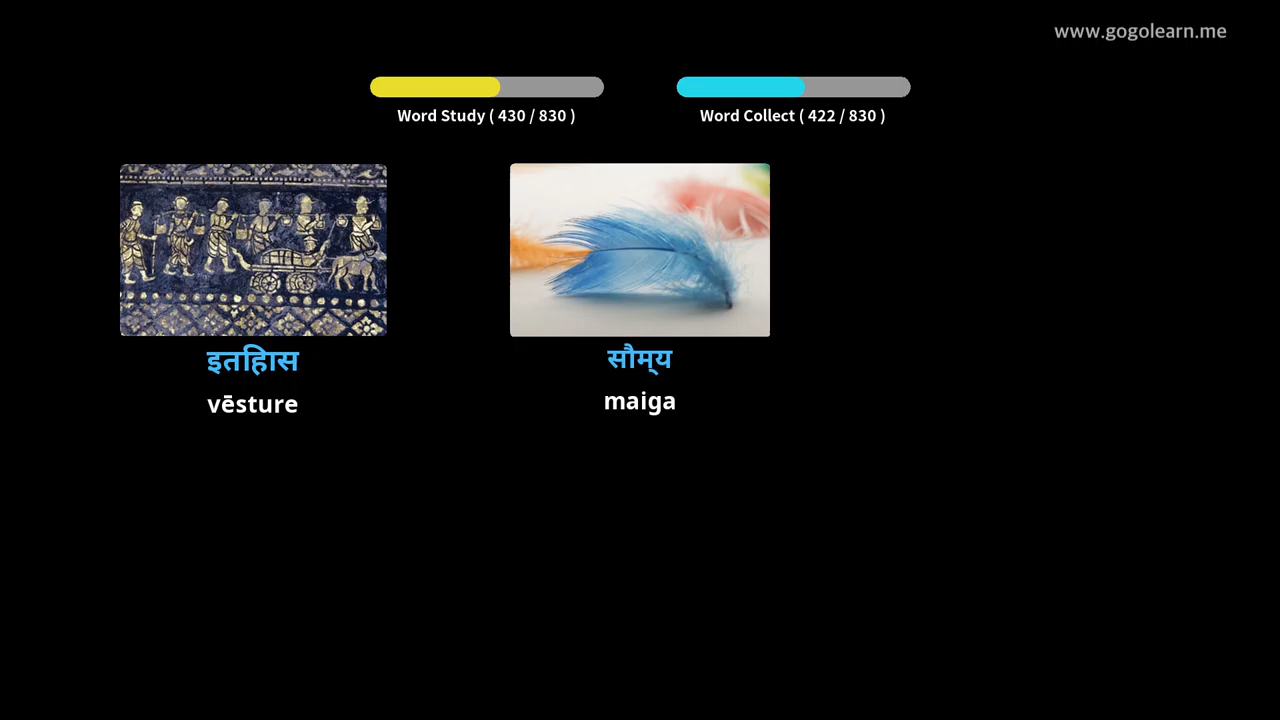 www.gogolearn.me
Word Study ( 430 / 830 )
Word Collect ( 422 / 830 )
इतिहास
सौम्य
vēsture
maiga